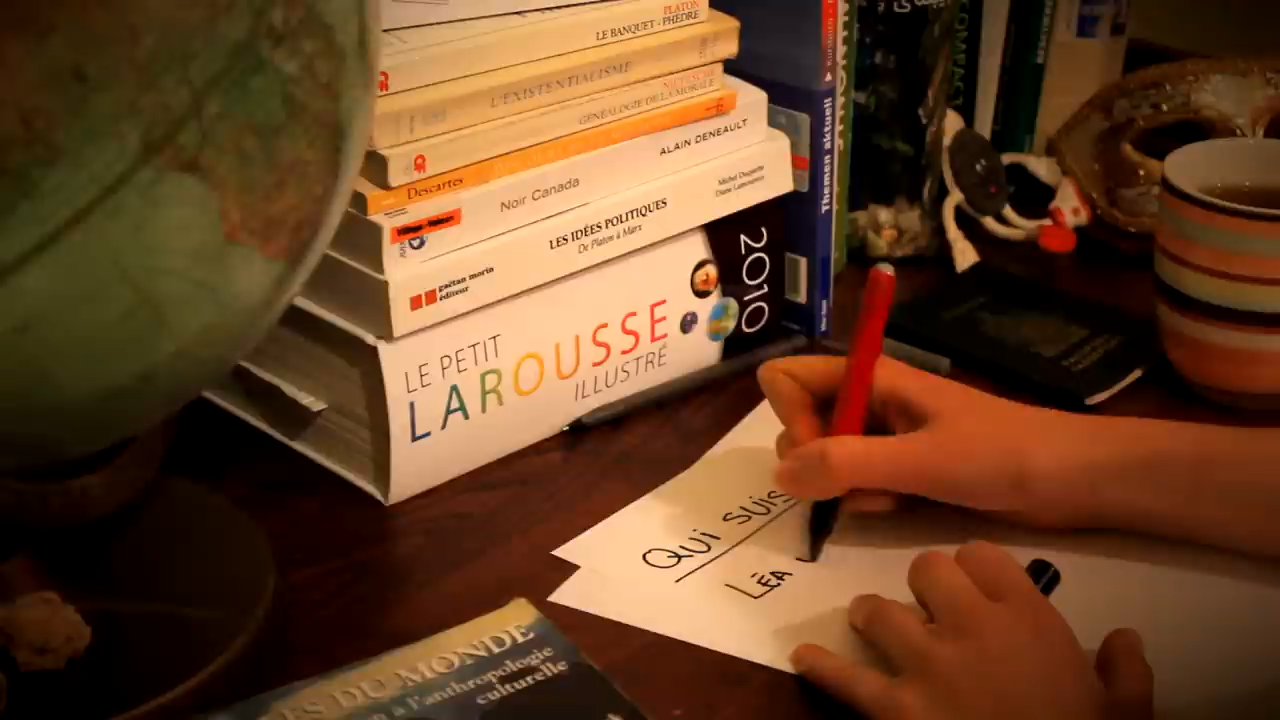 PLATON
LE BANQUET - PHÈDRE
L'EXISTENTIALISME
NIETZSCHE
GÉNÉALOGIE DE LA MORALE
Descartes
ALAIN DENEAULT
Noir Canada
Michel Duquette
Diane Lamoureux
LES IDÉES POLITIQUES
De Platon à Marx
gaëtan morin
éditeur
LE PETIT
LAROUSSE
ILLUSTRÉ
2010
Themen aktuell
QUI SUIS
LÉA
DU MONDE
à l'anthropologie
culturelle